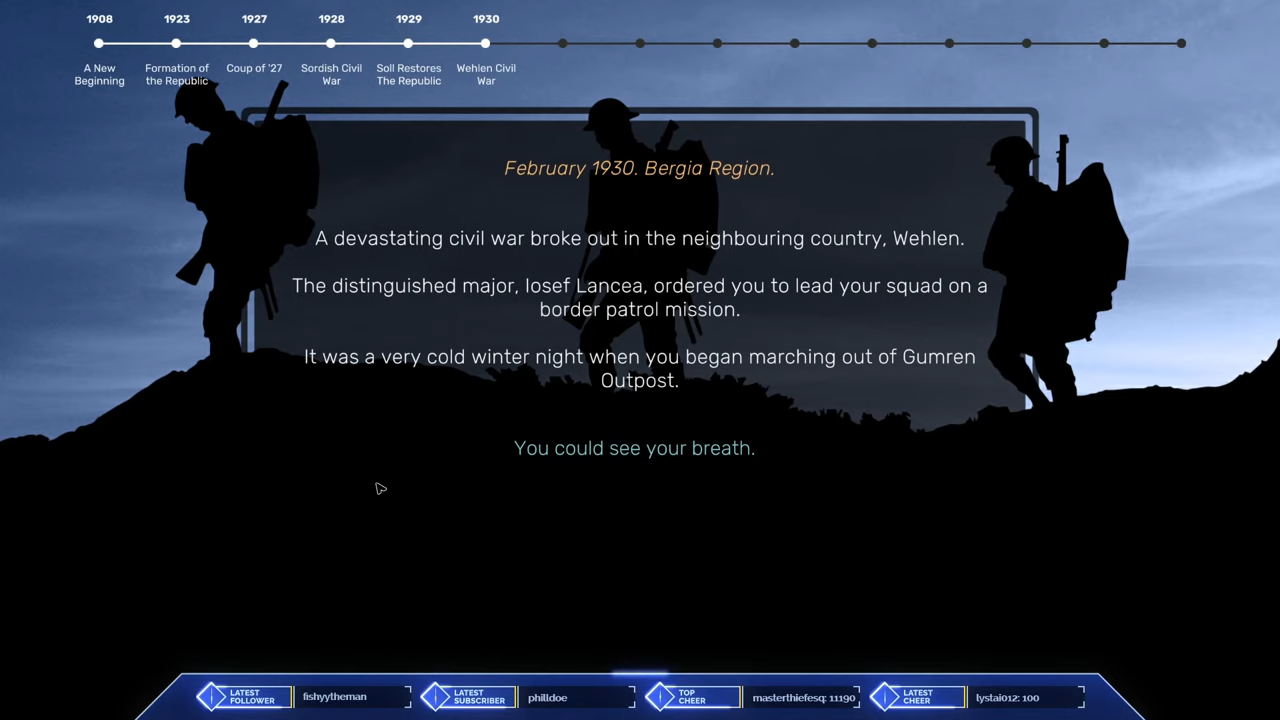 1908
1923
1927
1928
1929
1930
A New
Beginning
Formation of
the Republic
Coup of '27
Sordish Civil
War
Soll Restores
The Republic
Wehlen Civil
War
February 1930. Bergia Region.
A devastating civil war broke out in the neighbouring country, Wehlen.
The distinguished major, Iosef Lancea, ordered you to lead your squad on a
border patrol mission.
It was a very cold winter night when you began marching out of Gumren
Outpost.
You could see your breath.
LATEST
FOLLOWER
fishyytheman
LATEST
SUBSCRIBER
philldoe
TOP
CHEER
masterthiefesq: 11190
LATEST
CHEER
lystai012: 100